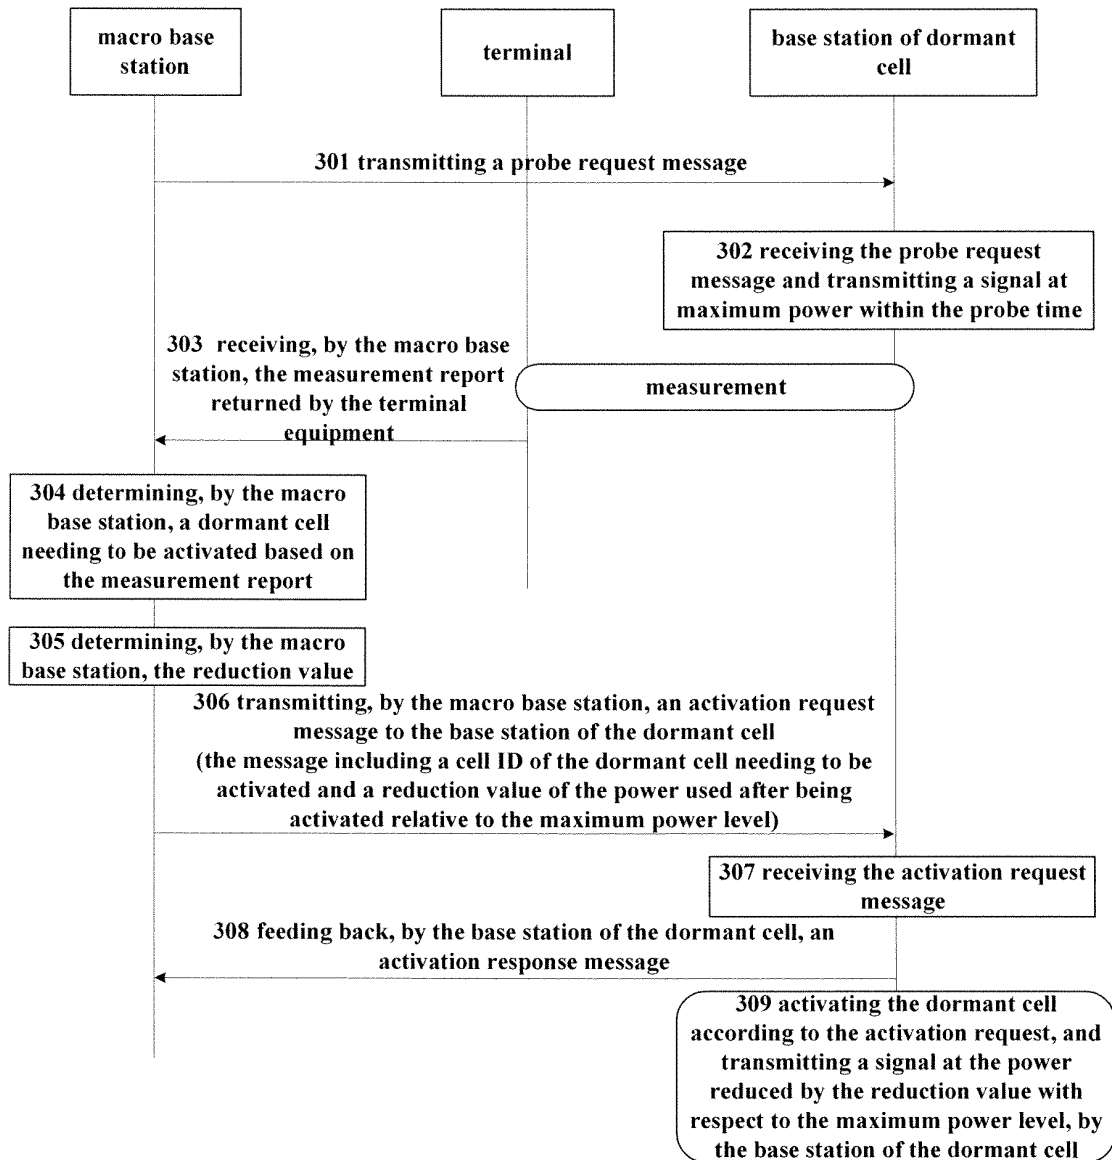 macro base
station
terminal
base station of dormant
cell
301 transmitting a probe request message
302 receiving the probe request
message and transmitting a signal at
maximum power within the probe time
303 receiving, by the macro base
station, the measurement report
returned by the terminal
equipment
measurement
304 determining, by the macro
base station, a dormant cell
needing to be activated based on
the measurement report
305 determining, by the macro
base station, the reduction value
306 transmitting, by the macro base station, an activation request
message to the base station of the dormant cell
(the message including a cell ID of the dormant cell needing to be
activated and a reduction value of the power used after being
activated relative to the maximum power level)
307 receiving the activation request
message
308 feeding back, by the base station of the dormant cell, an
activation response message
309 activating the dormant cell
according to the activation request, and
transmitting a signal at the power
reduced by the reduction value with
respect to the maximum power level, by
the base station of the dormant cell